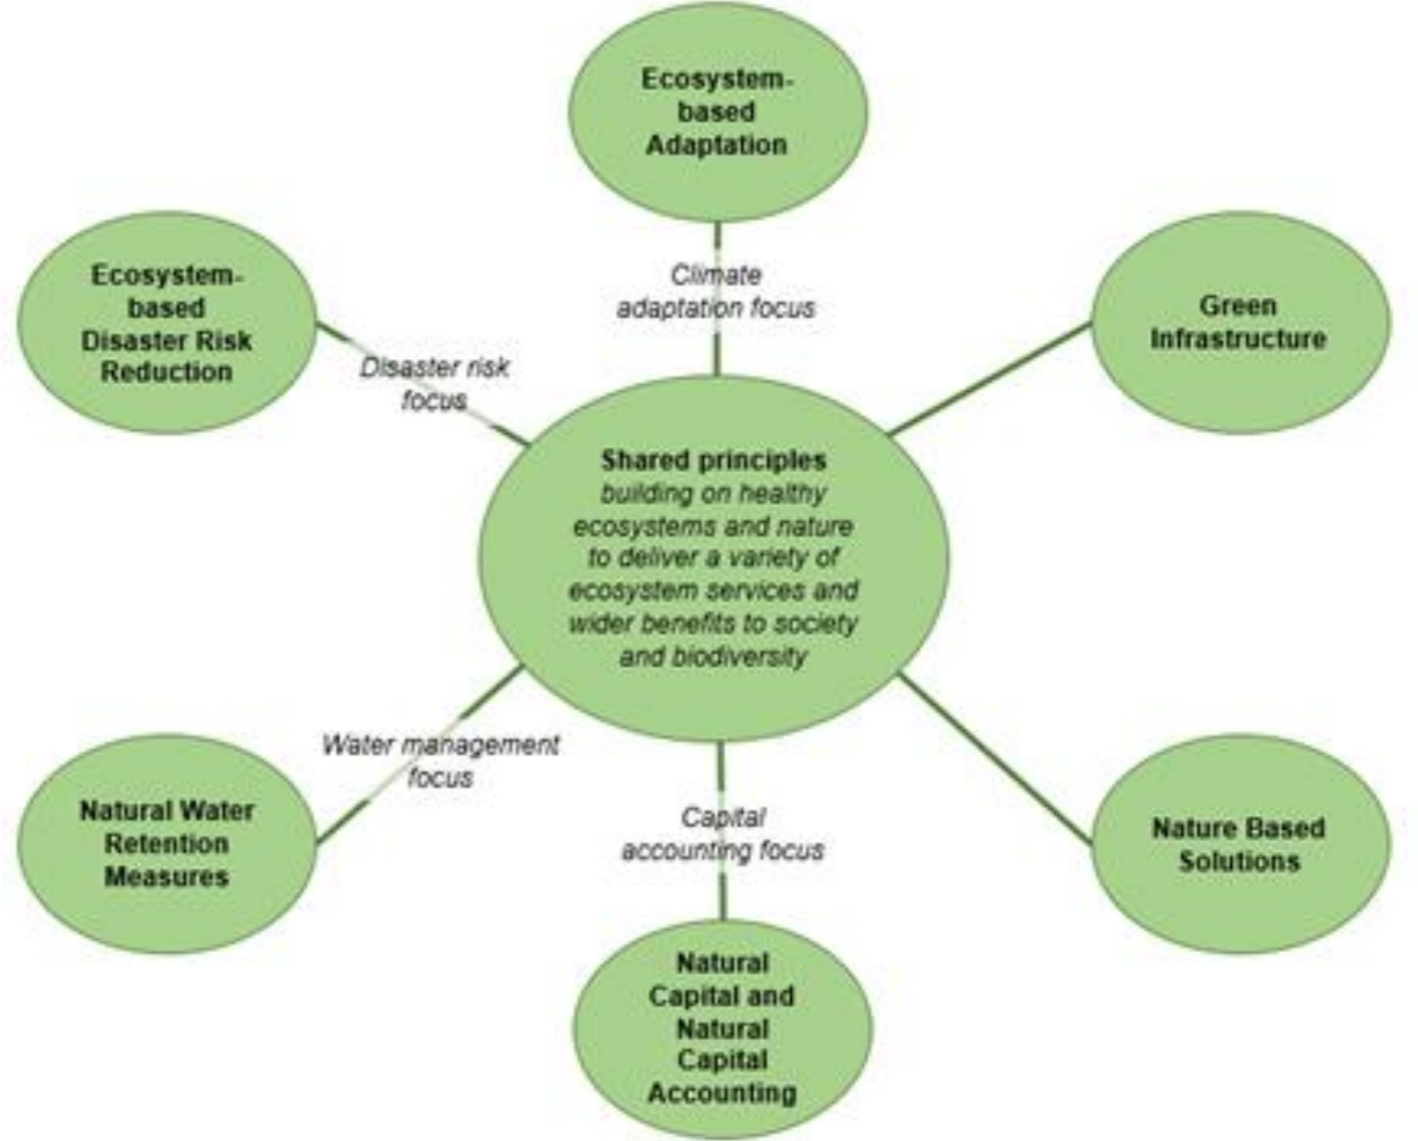 Ecosystem-
based
Adaptation
Ecosystem-
based
Disaster Risk
Reduction
Climate
adaptation focus
Green
Infrastructure
Disaster risk
focus
Shared principles
building on healthy
ecosystems and nature
to deliver a variety of
ecosystem services and
wider benefits to society
and biodiversity
Water management
focus
Natural Water
Retention
Measures
Capital
accounting focus
Nature Based
Solutions
Natural
Capital and
Natural
Capital
Accounting